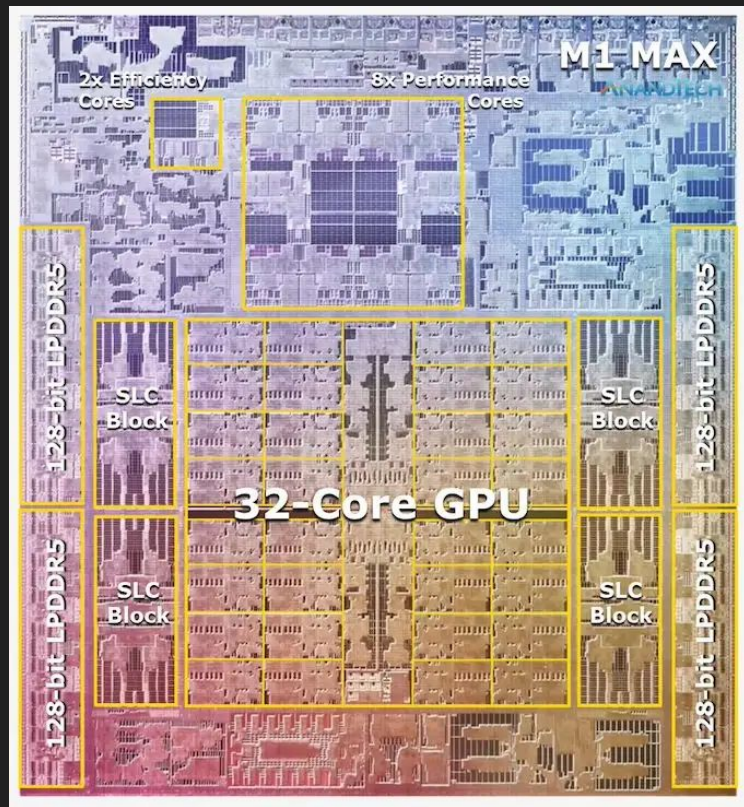 M1 MAX
ANANDTECH
2x Efficiency
Cores
8x Performance
Cores
128-bit LPDDR5
SLC
Block
SLC
Block
128-bit LPDDR5
32-Core GPU
128-bit LPDDR5
SLC
Block
SLC
Block
128-bit LPDDR5